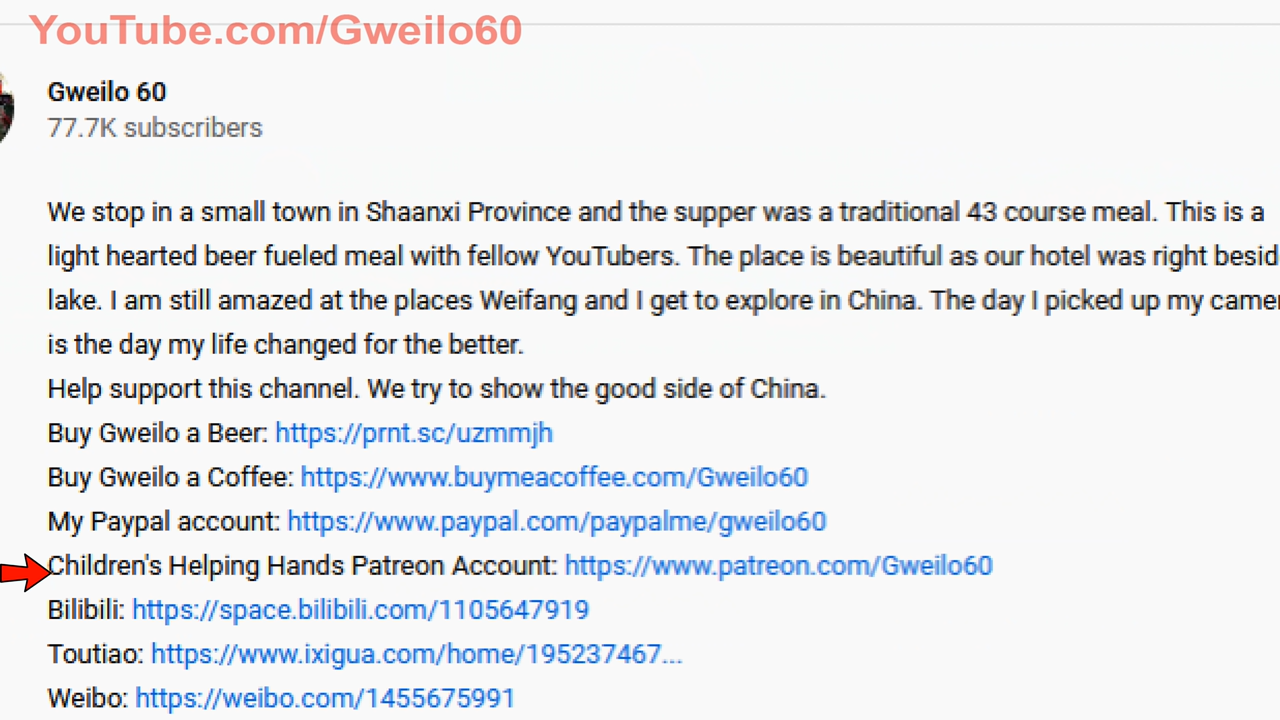 YouTube.com/Gweilo60
Gweilo 60
77.7K subscribers
We stop in a small town in Shaanxi Province and the supper was a traditional 43 course meal. This is a
light hearted beer fueled meal with fellow YouTubers. The place is beautiful as our hotel was right besid
lake. I am still amazed at the places Weifang and I get to explore in China. The day I picked up my camer
is the day my life changed for the better.
Help support this channel. We try to show the good side of China.
Buy Gweilo a Beer: https://prnt.sc/uzmmjh
Buy Gweilo a Coffee: https://www.buymeacoffee.com/Gweilo60
My Paypal account: https://www.paypal.com/paypalme/gweilo60
Children's Helping Hands Patreon Account: https://www.patreon.com/Gweilo60
Bilibili: https://space.bilibili.com/1105647919
Toutiao: https://www.ixigua.com/home/195237467...
Weibo: https://weibo.com/1455675991